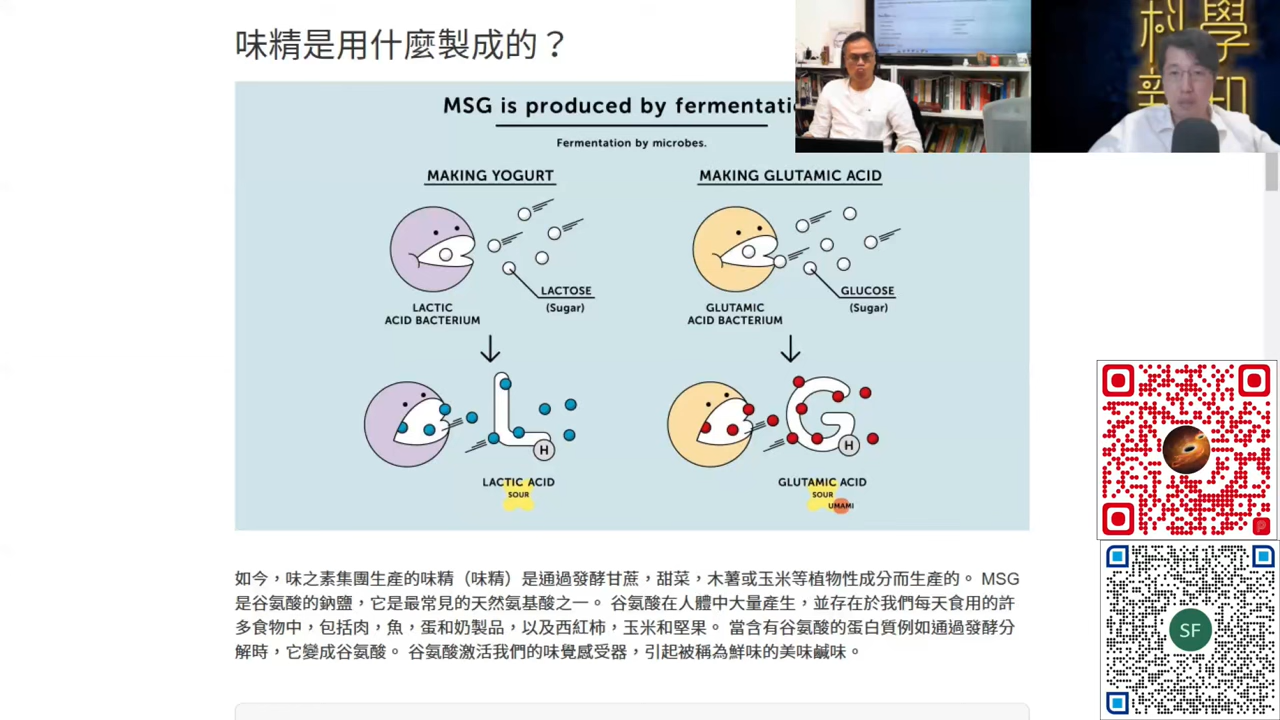 味精是用什麼製成的？
MSG is produced by fermentati
Fermentation by microbes.
MAKING YOGURT
MAKING GLUTAMIC ACID
LACTOSE
(Sugar)
GLUCOSE
(Sugar)
LACTIC
ACID BACTERIUM
GLUTAMIC
ACID BACTERIUM
L
H
G
H
LACTIC ACID
SOUR
GLUTAMIC ACID
SOUR
UMAMI
如今，味之素集團生產的味精（味精）是通過發酵甘蔗，甜菜，木薯或玉米等植物性成分而生產的。 MSG
是谷氨酸的鈉鹽，它是最常見的天然氨基酸之一。 谷氨酸在人體中大量產生，並存在於我們每天食用的許
多食物中，包括肉，魚，蛋和奶製品，以及西紅柿，玉米和堅果。 當含有谷氨酸的蛋白質例如通過發酵分
解時，它變成谷氨酸。 谷氨酸激活我們的味覺感受器，引起被稱為鮮味的美味鹹味。
科學
新知
SF